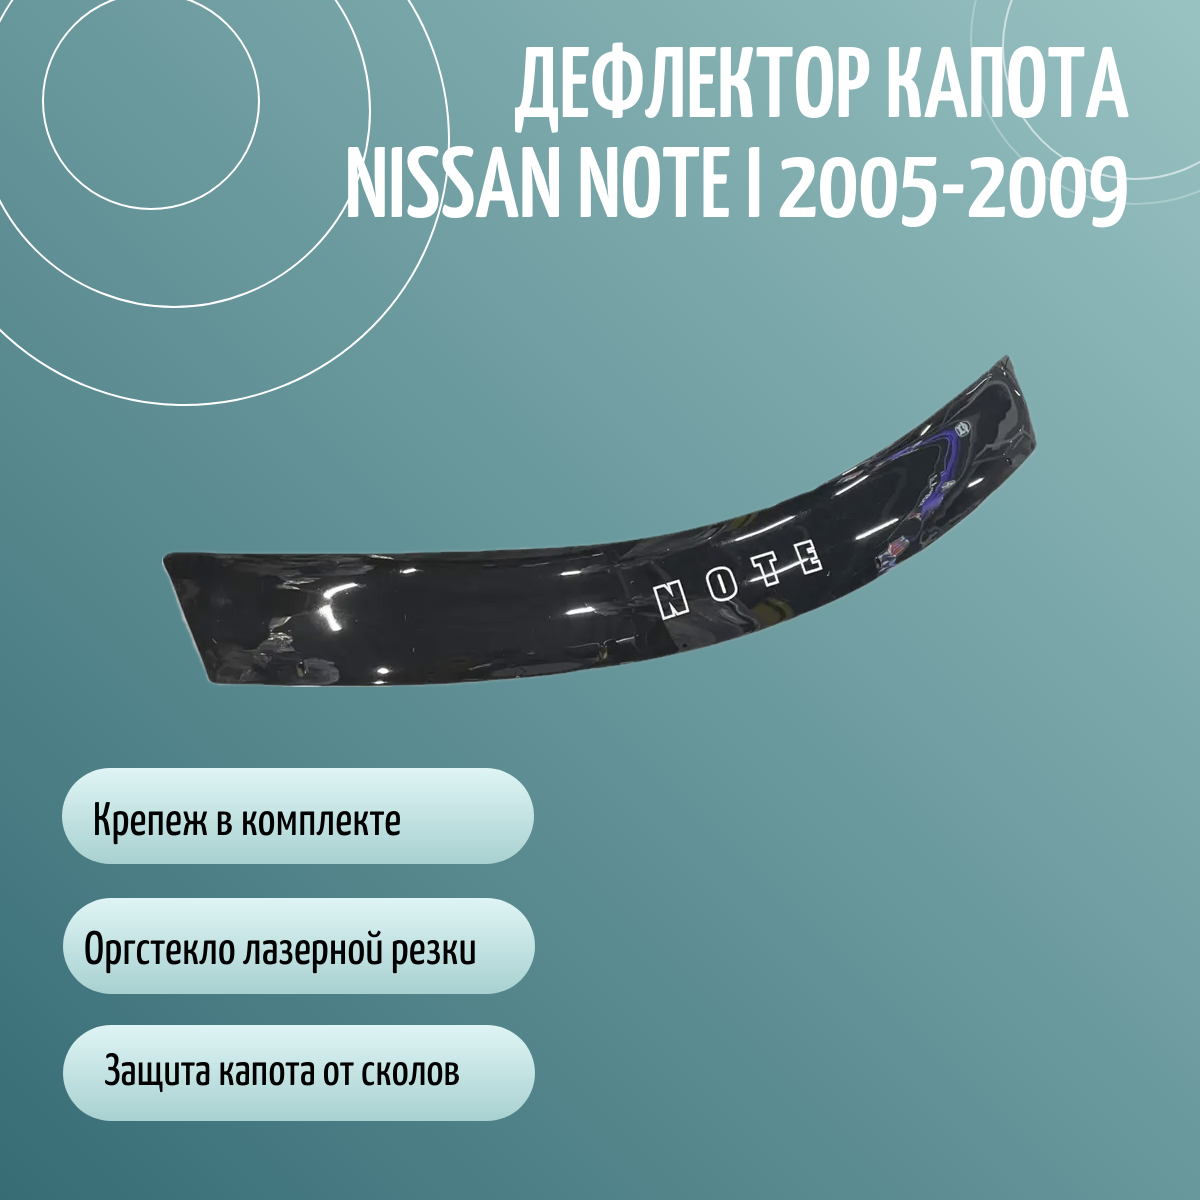 ДЕФЛЕКТОР КАПОТА
NISSAN NOTE I 2005-2009
NOTE
Крепеж в комплекте
Оргстекло лазерной резки
Защита капота от сколов